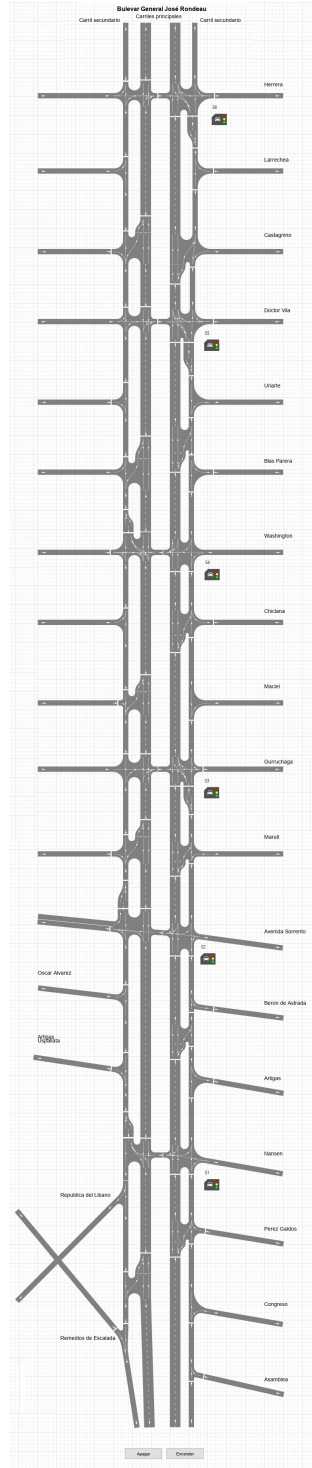 Bulevar General José Rondeau
Carriles principales
Carril secundario
Carril secundario
Herrera
S6
Larrechea
Castagnino
Doctor Vila
S5
Uriarte
Blas Parera
Washington
S4
Chiclana
Maciel
Gurruchaga
S3
Marull
Avenida Sorrento
S2
Oscar Alvarez
Beron de Astrada
Artigas
Uspallata
Artigas
Nansen
S1
Republica del Libano
Perez Galdos
Congreso
Remedios de Escalada
Asamblea
Apagar
Encender